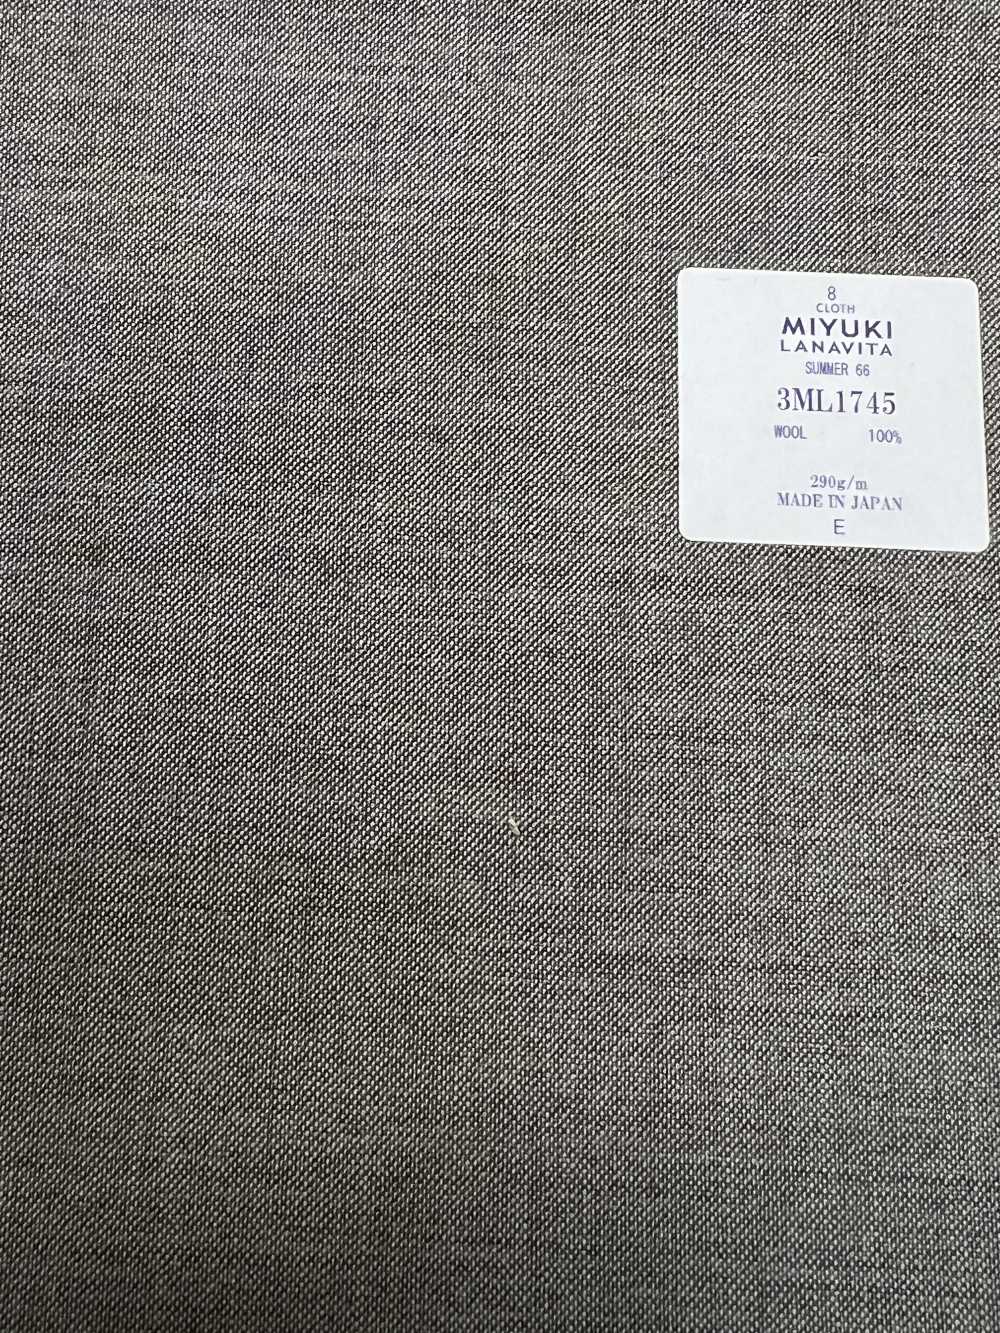 8
CLOTH
MIYUKI
LANAVITA
SUMMER 66
3ML1745
WOOL 100%
290g/m
MADE IN JAPAN
E